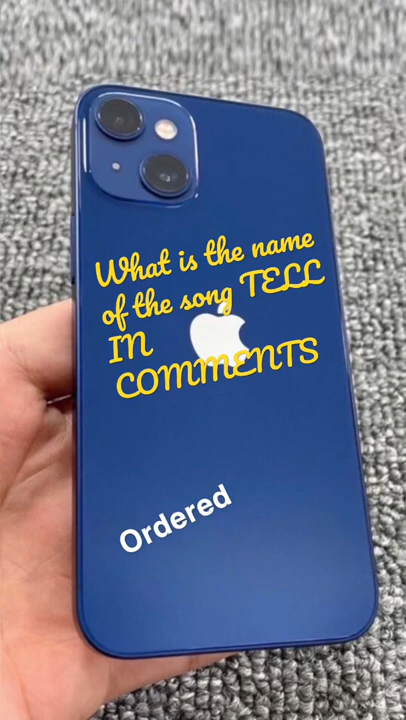 What is the name
of the song TELL
IN
COMMENTS
Ordered